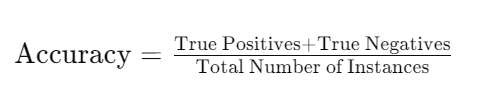 Accuracy = True Positives+True Negatives
Total Number of Instances